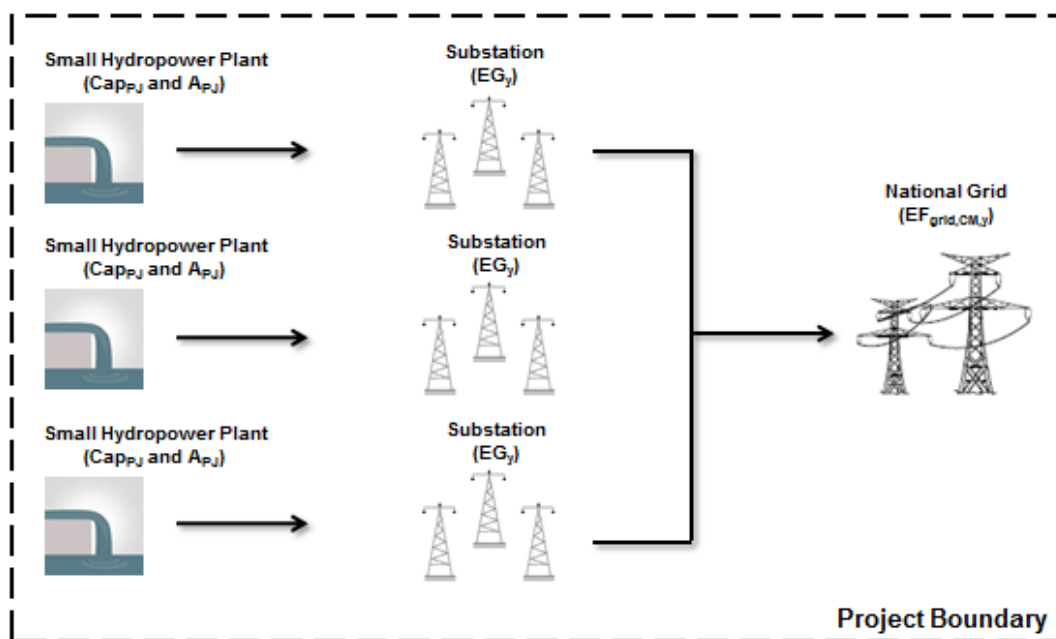 Small Hydropower Plant
(CapPJ and APJ)
Substation
(EGy)
National Grid
(EFgrid,CM,y)
Small Hydropower Plant
(CapPJ and APJ)
Substation
(EGy)
Small Hydropower Plant
(CapPJ and APJ)
Substation
(EGy)
Project Boundary